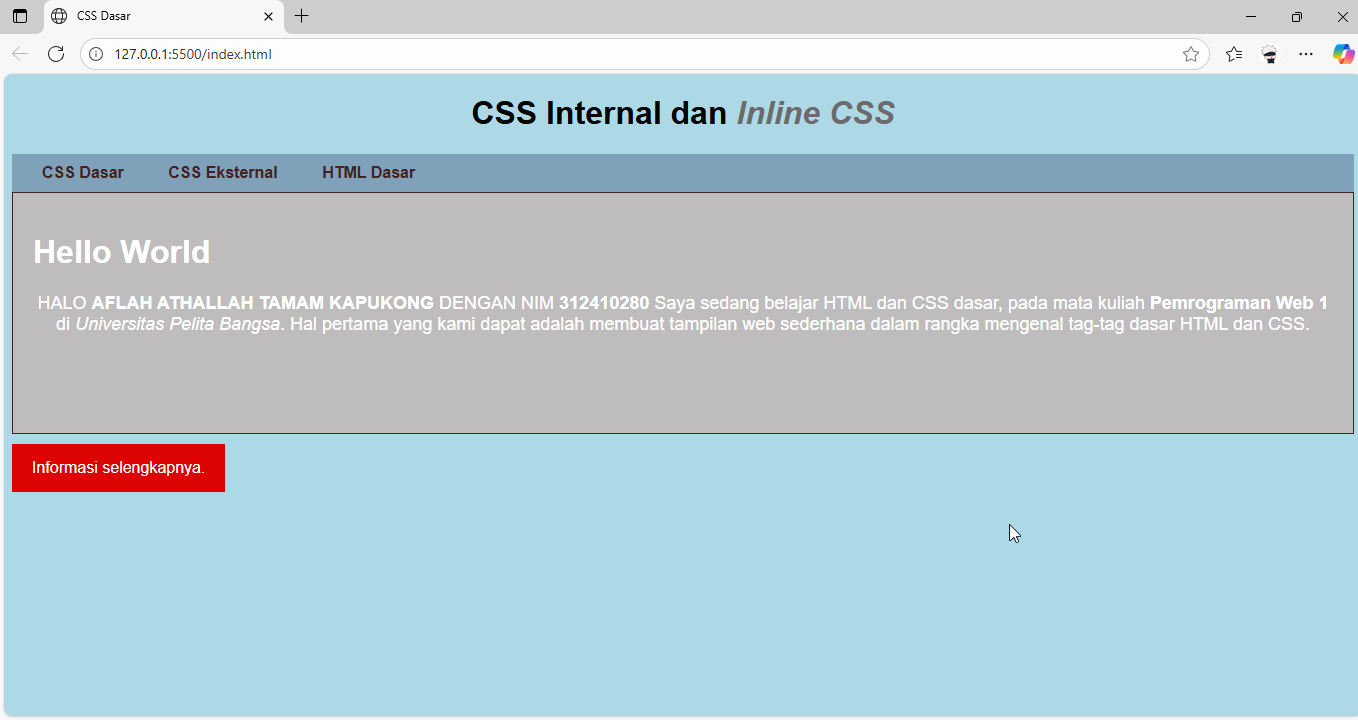 CSS Dasar
127.0.0.1:5500/index.html
CSS Internal dan Inline CSS
CSS Dasar CSS Eksternal HTML Dasar
Hello World
HALO AFLAH ATHALLAH TAMAM KAPUKONG DENGAN NIM 312410280 Saya sedang belajar HTML dan CSS dasar, pada mata kuliah Pemrograman Web 1
di Universitas Pelita Bangsa. Hal pertama yang kami dapat adalah membuat tampilan web sederhana dalam rangka mengenal tag-tag dasar HTML dan CSS.
Informasi selengkapnya.